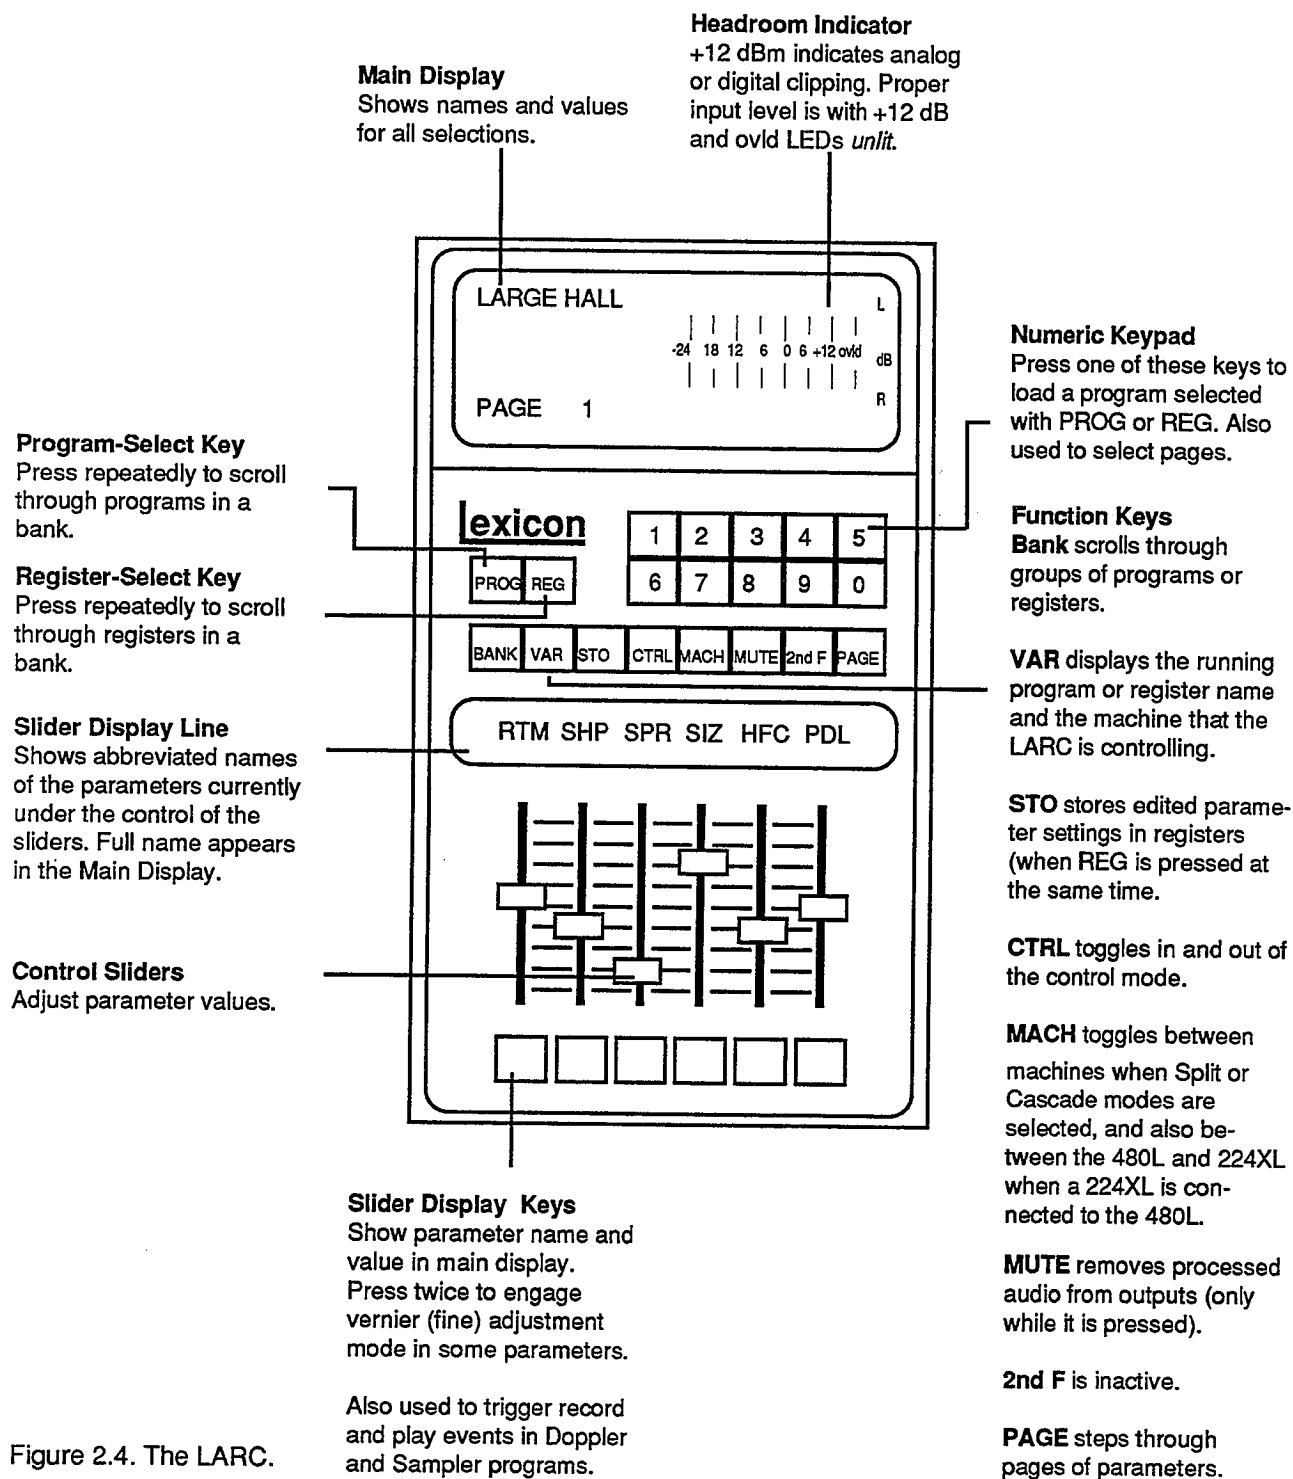 Headroom Indicator
+12 dBm indicates analog
or digital clipping. Proper
input level is with +12 dB
and ovld LEDs unlit.
Main Display
Shows names and values
for all selections.
LARGE HALL
L
-24 18 12 6 0 6 +12 ovld dB
R
PAGE 1
Program-Select Key
Press repeatedly to scroll
through programs in a
bank.
Register-Select Key
Press repeatedly to scroll
through registers in a
bank.
Slider Display Line
Shows abbreviated names
of the parameters currently
under the control of the
sliders. Full name appears
in the Main Display.
Control Sliders
Adjust parameter values.
lexicon
1 2 3 4 5
PROG REG
6 7 8 9 0
BANK VAR STO CTRL MACH MUTE 2nd F PAGE
RTM SHP SPR SIZ HFC PDL
Numeric Keypad
Press one of these keys to
load a program selected
with PROG or REG. Also
used to select pages.
Function Keys
Bank scrolls through
groups of programs or
registers.
VAR displays the running
program or register name
and the machine that the
LARC is controlling.
STO stores edited parame-
ter settings in registers
(when REG is pressed at
the same time.
CTRL toggles in and out of
the control mode.
MACH toggles between
machines when Split or
Cascade modes are
selected, and also be-
tween the 480L and 224XL
when a 224XL is con-
nected to the 480L.
MUTE removes processed
audio from outputs (only
while it is pressed).
2nd F is inactive.
PAGE steps through
pages of parameters.
Slider Display Keys
Show parameter name and
value in main display.
Press twice to engage
vernier (fine) adjustment
mode in some parameters.
Also used to trigger record
and play events in Doppler
and Sampler programs.
Figure 2.4. The LARC.